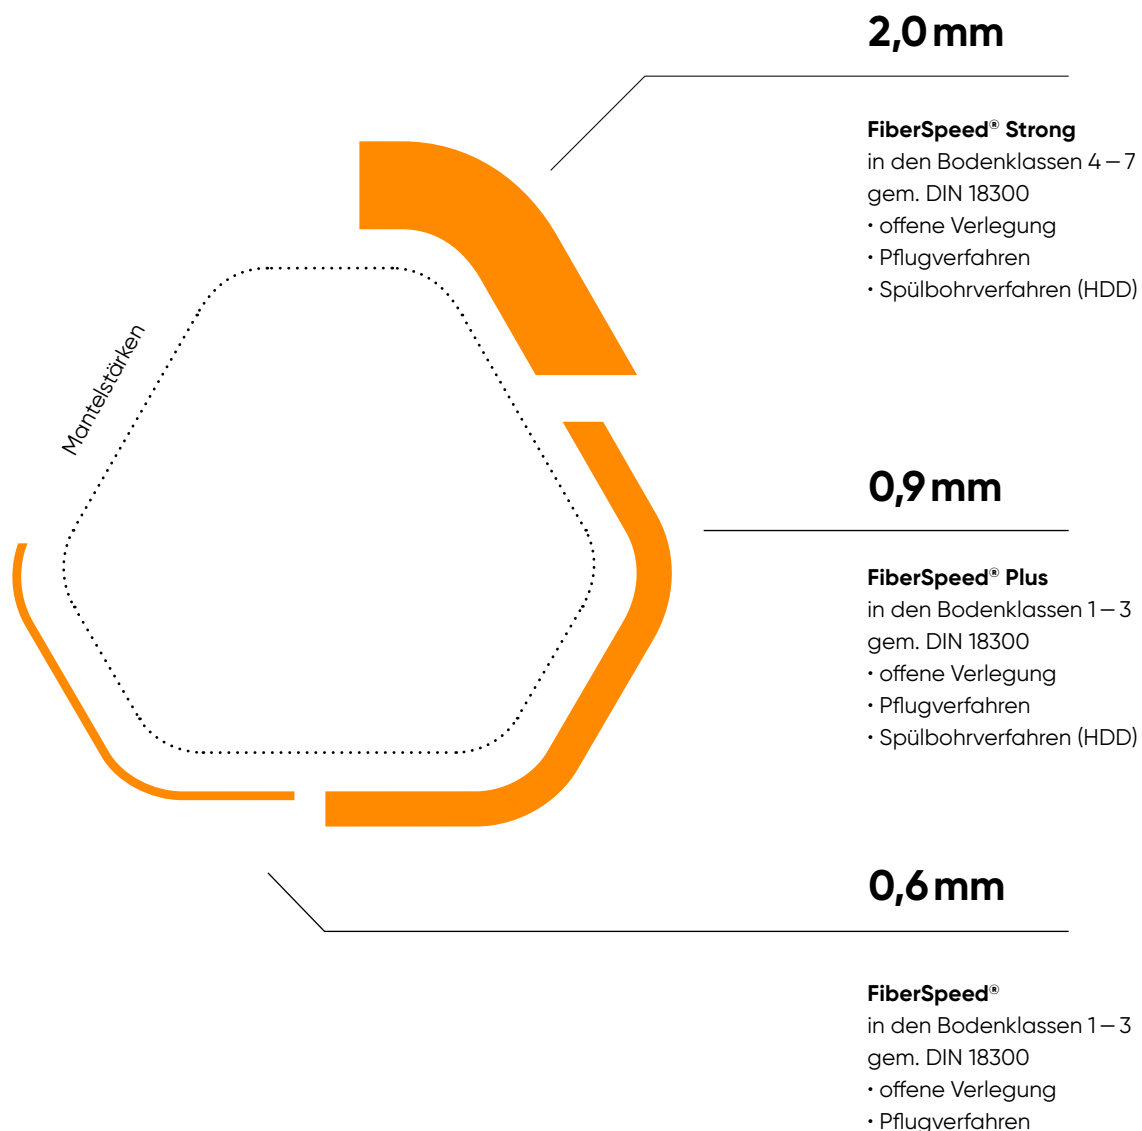 2,0 mm
FiberSpeed® Strong
in den Bodenklassen 4 – 7
gem. DIN 18300
· offene Verlegung
· Pflugverfahren
· Spülbohrverfahren (HDD)
Mantelstärken
0,9 mm
FiberSpeed® Plus
in den Bodenklassen 1 – 3
gem. DIN 18300
· offene Verlegung
· Pflugverfahren
· Spülbohrverfahren (HDD)
0,6 mm
FiberSpeed®
in den Bodenklassen 1 – 3
gem. DIN 18300
· offene Verlegung
· Pflugverfahren